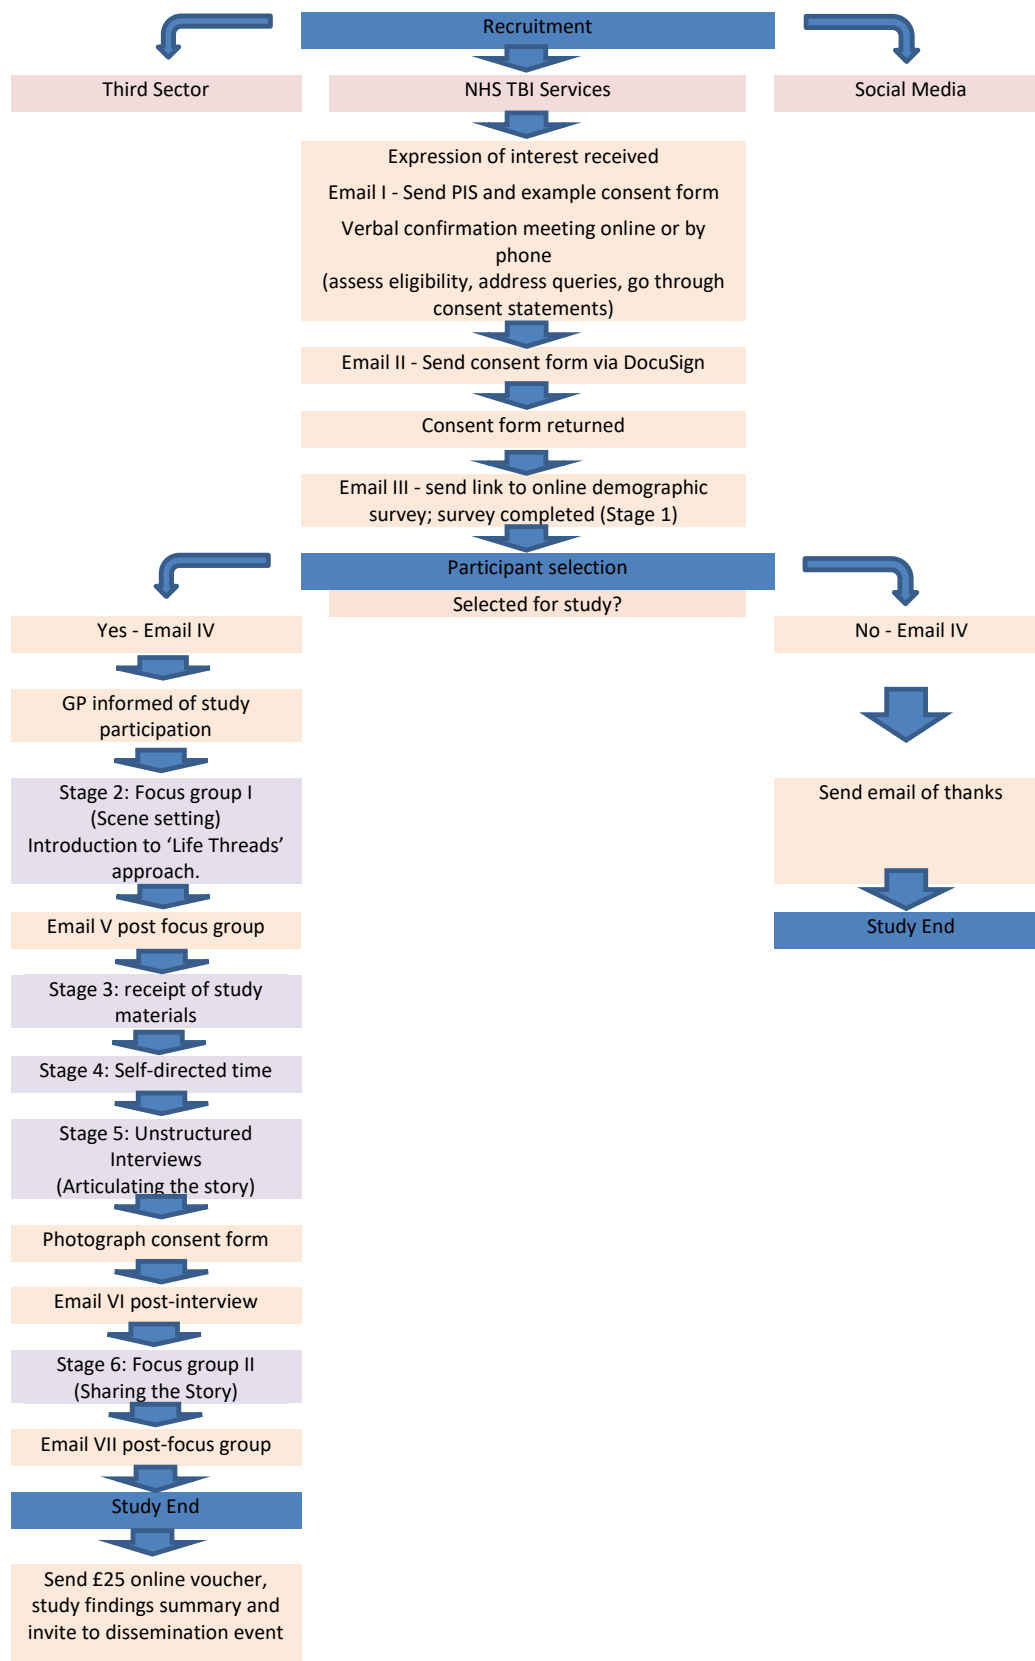 Recruitment
Third Sector
NHS TBI Services
Social Media
Expression of interest received
Email I - Send PIS and example consent form
Verbal confirmation meeting online or by
phone
(assess eligibility, address queries, go through
consent statements)
Email II - Send consent form via DocuSign
Consent form returned
Email III - send link to online demographic
survey; survey completed (Stage 1)
Participant selection
Selected for study?
Yes - Email IV
No - Email IV
GP informed of study
participation
Stage 2: Focus group I
(Scene setting)
Introduction to ‘Life Threads’
approach.
Send email of thanks
Email V post focus group
Study End
Stage 3: receipt of study
materials
Stage 4: Self-directed time
Stage 5: Unstructured
Interviews
(Articulating the story)
Photograph consent form
Email VI post-interview
Stage 6: Focus group II
(Sharing the Story)
Email VII post-focus group
Study End
Send £25 online voucher,
study findings summary and
invite to dissemination event